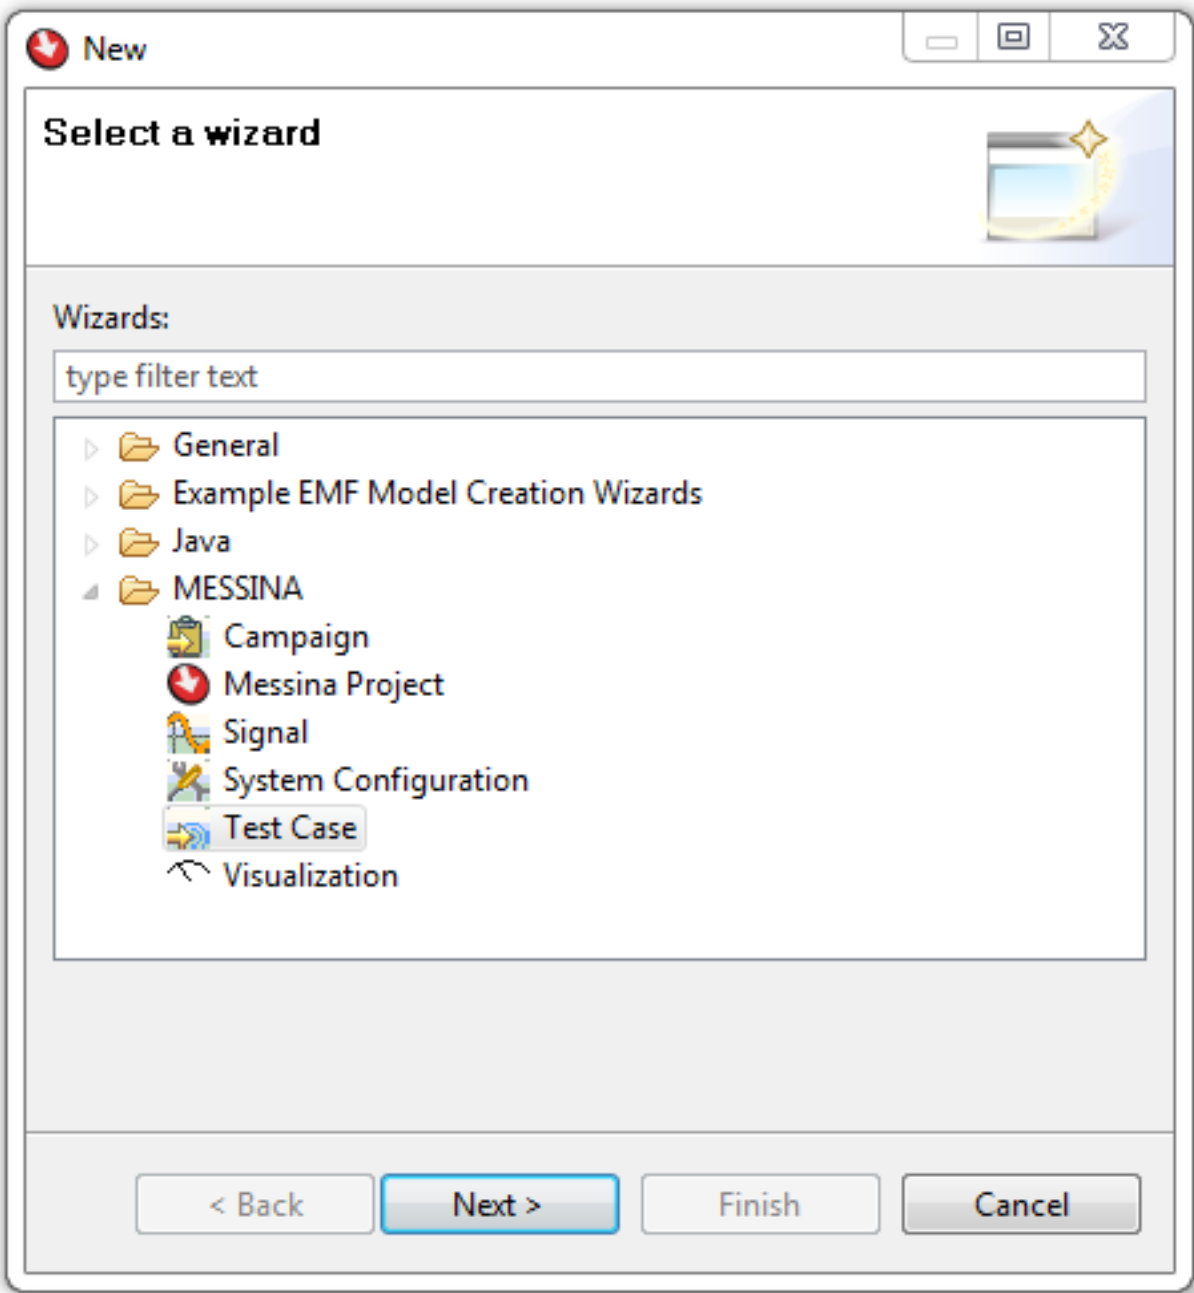 New
Select a wizard
Wizards:
type filter text
General
Example EMF Model Creation Wizards
Java
MESSINA
Campaign
Messina Project
Signal
System Configuration
Test Case
Visualization
< Back Next > Finish Cancel